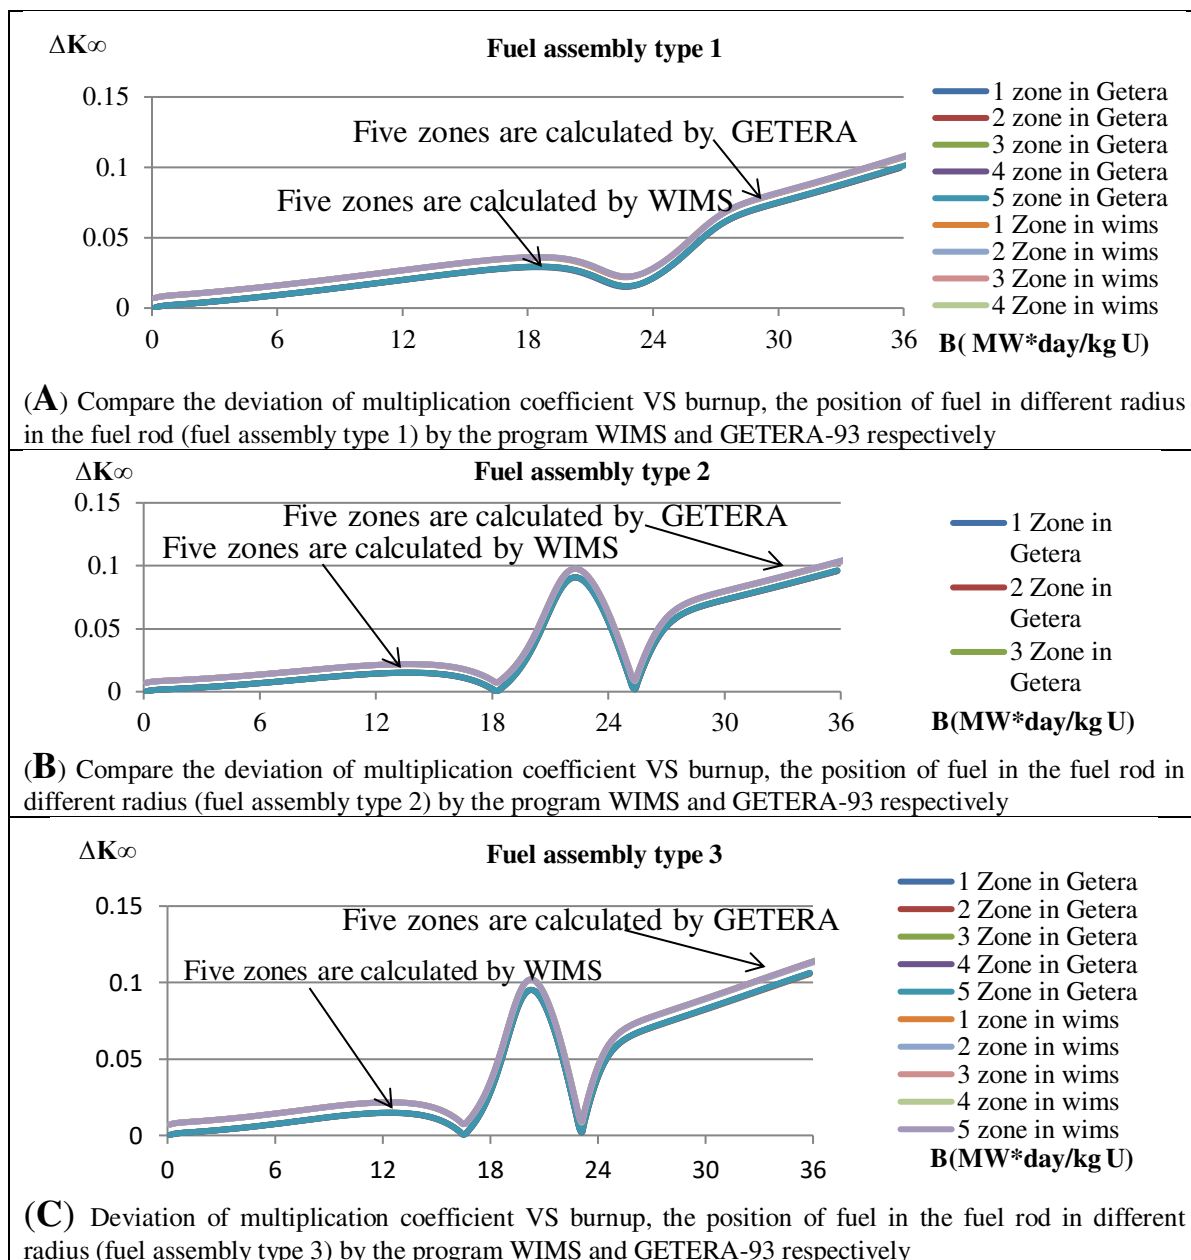 ΔK∞
Fuel assembly type 1
0.15
0.1
0.05
0
Five zones are calculated by GETERA
Five zones are calculated by WIMS
0 6 12 18 24 30 36
1 zone in Getera
2 zone in Getera
3 zone in Getera
4 zone in Getera
5 zone in Getera
1 Zone in wims
2 Zone in wims
3 Zone in wims
4 Zone in wims
B( MW*day/kg U)
(A) Compare the deviation of multiplication coefficient VS burnup, the position of fuel in different radius
in the fuel rod (fuel assembly type 1) by the program WIMS and GETERA-93 respectively
ΔK∞
Fuel assembly type 2
0.15
0.1
0.05
0
Five zones are calculated by GETERA
Five zones are calculated by WIMS
0 6 12 18 24 30 36
1 Zone in
Getera
2 Zone in
Getera
3 Zone in
Getera
B(MW*day/kg U)
(B) Compare the deviation of multiplication coefficient VS burnup, the position of fuel in the fuel rod in
different radius (fuel assembly type 2) by the program WIMS and GETERA-93 respectively
ΔK∞
Fuel assembly type 3
0.15
0.1
0.05
0
Five zones are calculated by GETERA
Five zones are calculated by WIMS
0 6 12 18 24 30 36
1 Zone in Getera
2 Zone in Getera
3 Zone in Getera
4 Zone in Getera
5 Zone in Getera
1 zone in wims
2 zone in wims
3 zone in wims
4 zone in wims
5 zone in wims
B(MW*day/kg U)
(C) Deviation of multiplication coefficient VS burnup, the position of fuel in the fuel rod in different
radius (fuel assembly type 3) by the program WIMS and GETERA-93 respectively